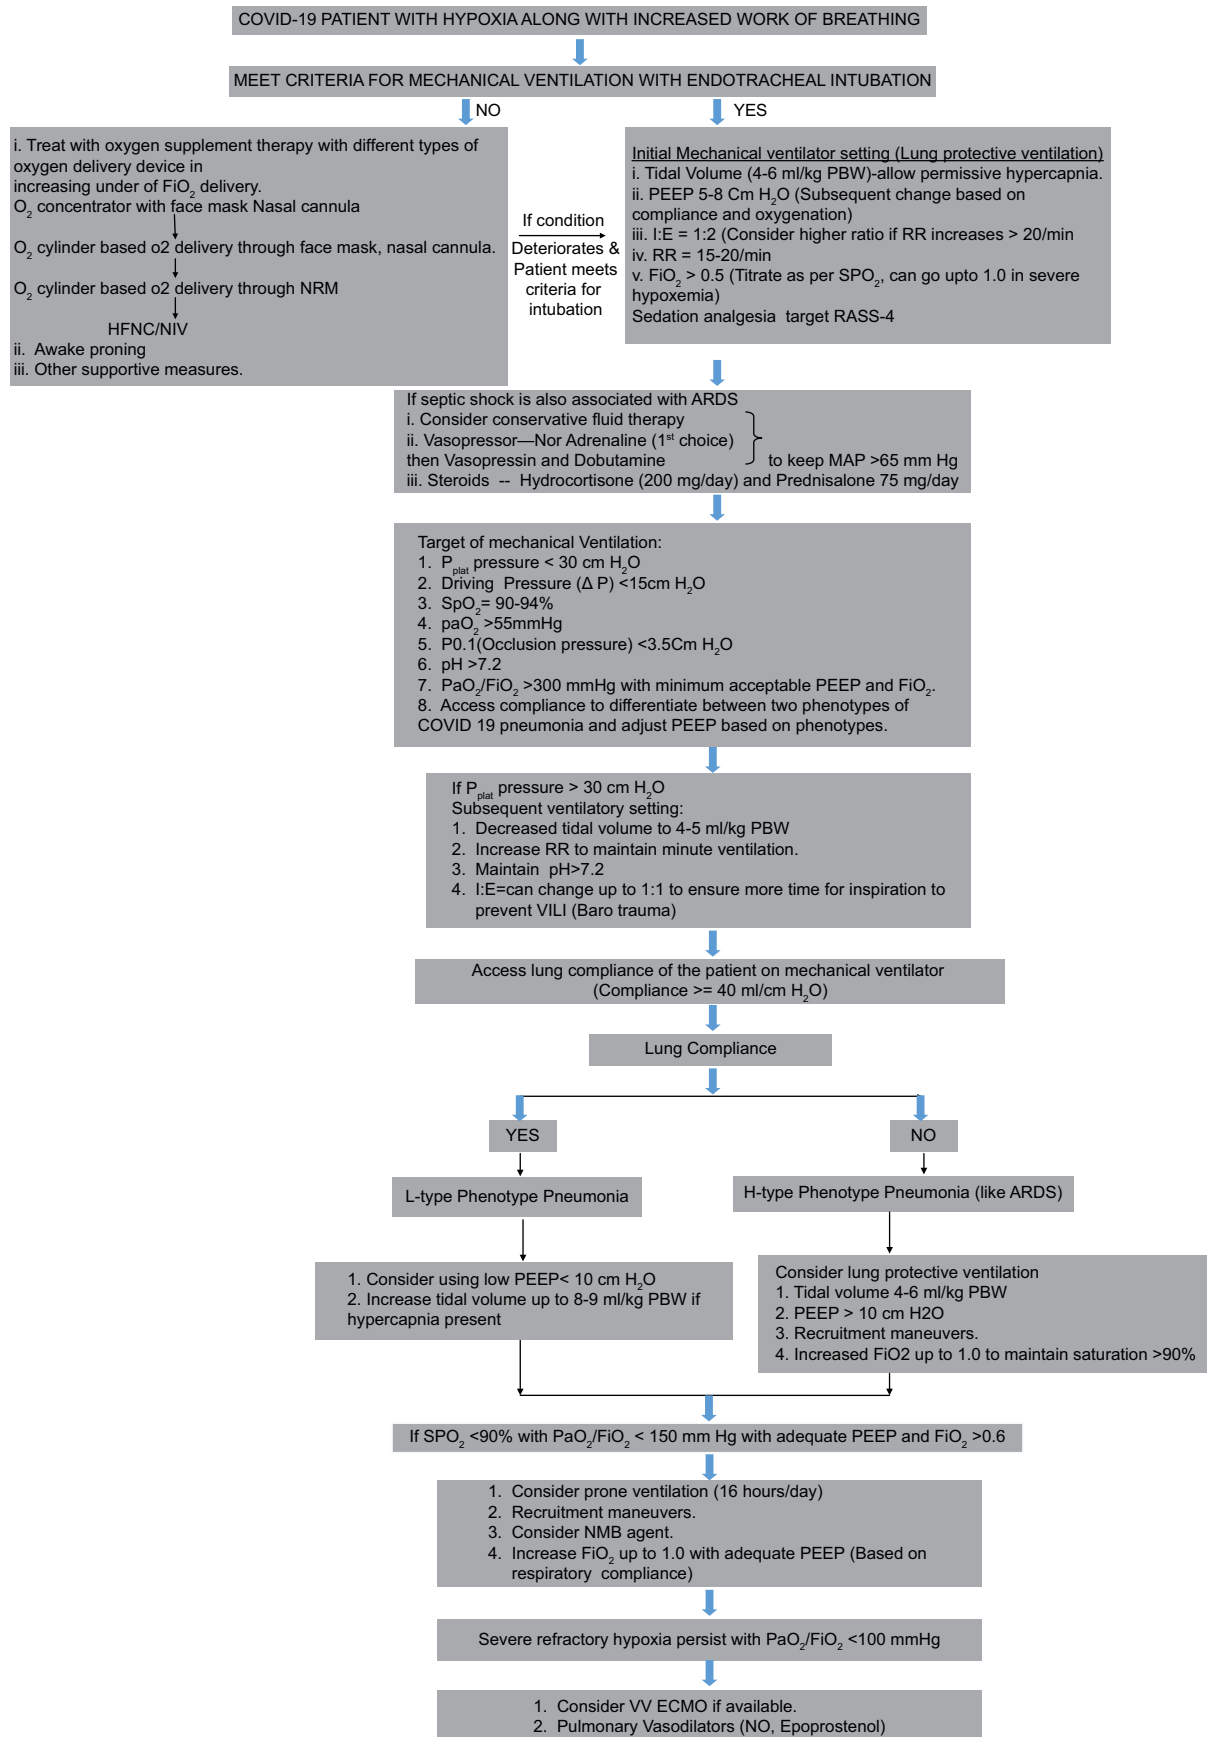 COVID-19 PATIENT WITH HYPOXIA ALONG WITH INCREASED WORK OF BREATHING
MEET CRITERIA FOR MECHANICAL VENTILATION WITH ENDOTRACHEAL INTUBATION
NO
YES
i. Treat with oxygen supplement therapy with different types of
oxygen delivery device in
increasing under of FiO₂ delivery.
O₂ concentrator with face mask Nasal cannula
O₂ cylinder based o2 delivery through face mask, nasal cannula.
O₂ cylinder based o2 delivery through NRM
HFNC/NIV
ii. Awake proning
iii. Other supportive measures.
If condition
Deteriorates &
Patient meets
criteria for
intubation
Initial Mechanical ventilator setting (Lung protective ventilation)
i. Tidal Volume (4-6 ml/kg PBW)-allow permissive hypercapnia.
ii. PEEP 5-8 Cm H₂O (Subsequent change based on
compliance and oxygenation)
iii. I:E = 1:2 (Consider higher ratio if RR increases > 20/min
iv. RR = 15-20/min
v. FiO₂ > 0.5 (Titrate as per SPO₂, can go upto 1.0 in severe
hypoxemia)
Sedation analgesia target RASS-4
If septic shock is also associated with ARDS
i. Consider conservative fluid therapy
ii. Vasopressor—Nor Adrenaline (1st choice)
then Vasopressin and Dobutamine to keep MAP >65 mm Hg
iii. Steroids -- Hydrocortisone (200 mg/day) and Prednisalone 75 mg/day
Target of mechanical Ventilation:
1. Pplat pressure < 30 cm H₂O
2. Driving Pressure (Δ P) <15cm H₂O
3. SpO₂= 90-94%
4. paO₂ >55mmHg
5. P0.1(Occlusion pressure) <3.5Cm H₂O
6. pH >7.2
7. PaO₂/FiO₂ >300 mmHg with minimum acceptable PEEP and FiO₂.
8. Access compliance to differentiate between two phenotypes of
COVID 19 pneumonia and adjust PEEP based on phenotypes.
If Pplat pressure > 30 cm H₂O
Subsequent ventilatory setting:
1. Decreased tidal volume to 4-5 ml/kg PBW
2. Increase RR to maintain minute ventilation.
3. Maintain pH>7.2
4. I:E=can change up to 1:1 to ensure more time for inspiration to
prevent VILI (Baro trauma)
Access lung compliance of the patient on mechanical ventilator
(Compliance >= 40 ml/cm H₂O)
Lung Compliance
YES
NO
L-type Phenotype Pneumonia
H-type Phenotype Pneumonia (like ARDS)
1. Consider using low PEEP< 10 cm H₂O
2. Increase tidal volume up to 8-9 ml/kg PBW if
hypercapnia present
Consider lung protective ventilation
1. Tidal volume 4-6 ml/kg PBW
2. PEEP > 10 cm H2O
3. Recruitment maneuvers.
4. Increased FiO2 up to 1.0 to maintain saturation >90%
If SPO₂ <90% with PaO₂/FiO₂ < 150 mm Hg with adequate PEEP and FiO₂ >0.6
1. Consider prone ventilation (16 hours/day)
2. Recruitment maneuvers.
3. Consider NMB agent.
4. Increase FiO₂ up to 1.0 with adequate PEEP (Based on
respiratory compliance)
Severe refractory hypoxia persist with PaO₂/FiO₂ <100 mmHg
1. Consider VV ECMO if available.
2. Pulmonary Vasodilators (NO, Epoprostenol)